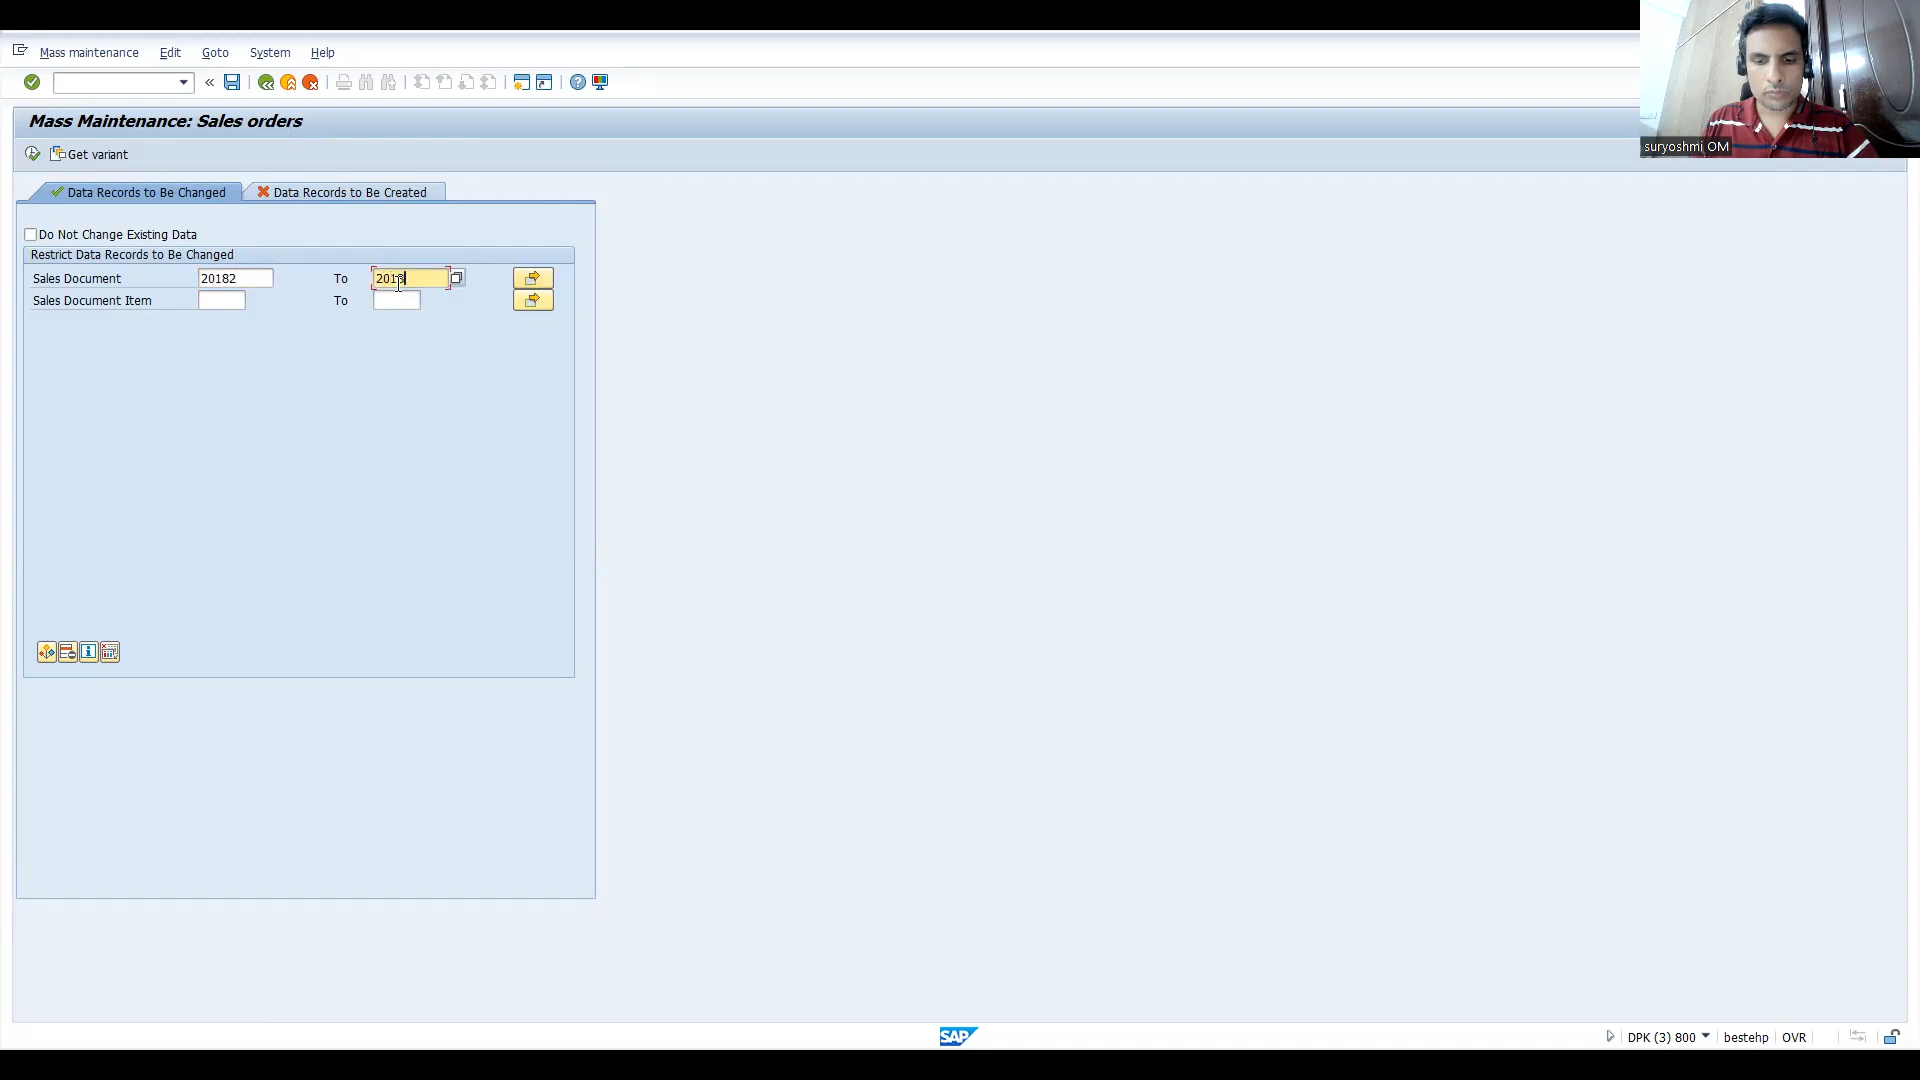 suryoshmi OM
Mass maintenance Edit Goto System Help
Mass Maintenance: Sales orders
Get variant
Data Records to Be Changed Data Records to Be Created
Do Not Change Existing Data
Restrict Data Records to Be Changed
Sales Document 20182 To 2018
Sales Document Item To
SAP DPK (3) 800 bestehp OVR